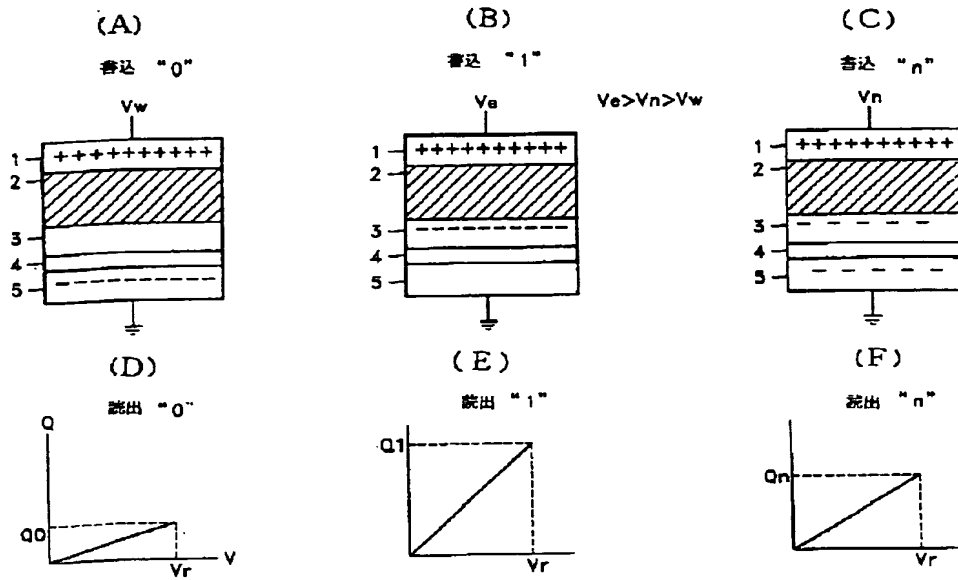 (A)
書込 “0”
Vw
1
2
3
4
5
(B)
書込 “1”
Ve
1
2
3
4
5
Ve>Vn>Vw
(C)
書込 “n”
Vn
1
2
3
4
5
(D)
読出 “0”
Q
Q0
Vr
V
(E)
読出 “1”
Q1
Vr
(F)
読出 “n”
Qn
Vr